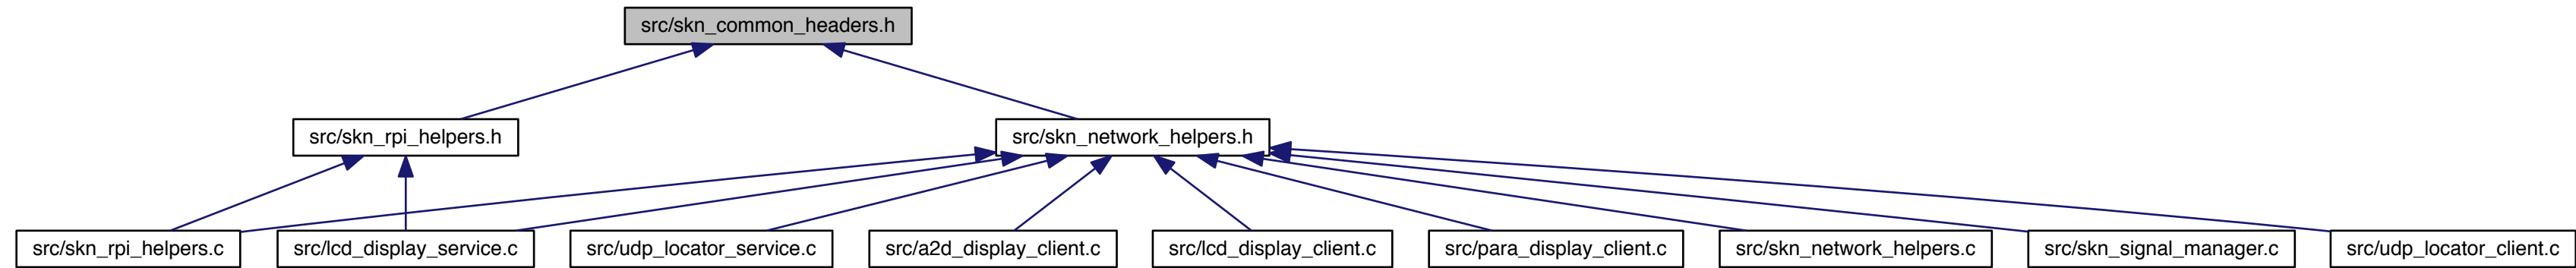 src/skn_common_headers.h
src/skn_rpi_helpers.h
src/skn_network_helpers.h
src/skn_rpi_helpers.c
src/lcd_display_service.c
src/udp_locator_service.c
src/a2d_display_client.c
src/lcd_display_client.c
src/para_display_client.c
src/skn_network_helpers.c
src/skn_signal_manager.c
src/udp_locator_client.c